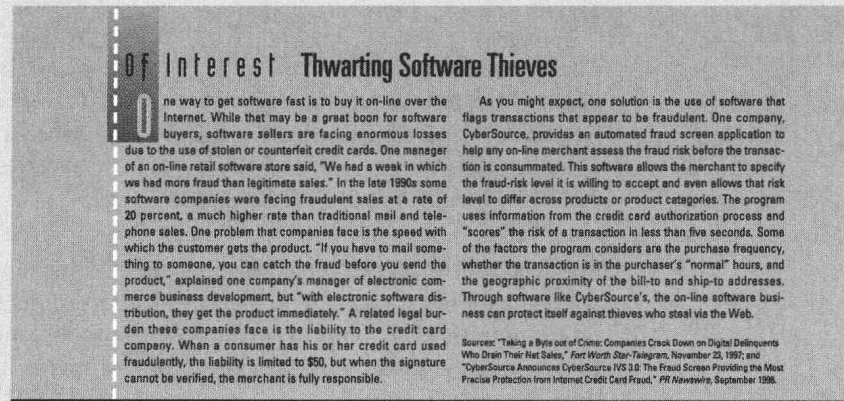 Of Interest Thwarting Software Thieves
One way to get software fast is to buy it on-line over the
Internet. While that may be a great boon for software
buyers, software sellers are facing enormous losses
due to the use of stolen or counterfeit credit cards. One manager
of an on-line retail software store said, "We had a week in which
we had more fraud than legitimate sales." In the late 1990s some
software companies were facing fraudulent sales at a rate of
20 percent, a much higher rate than traditional mail and tele-
phone sales. One problem that companies face is the speed with
which the customer gets the product. "If you have to mail some-
thing to someone, you can catch the fraud before you send the
product," explained one company's manager of electronic com-
merce business development, but "with electronic software dis-
tribution, they get the product immediately." A related legal bur-
den these companies face is the liability to the credit card
company. When a consumer has his or her credit card used
fraudulently, the liability is limited to $50, but when the signature
cannot be verified, the merchant is fully responsible.
As you might expect, one solution is the use of software that
flags transactions that appear to be fraudulent. One company,
CyberSource, provides an automated fraud screen application to
help any on-line merchant assess the fraud risk before the transac-
tion is consummated. This software allows the merchant to specify
the fraud-risk level it is willing to accept and even allows that risk
level to differ across products or product categories. The program
uses information from the credit card authorization process and
"scores" the risk of a transaction in less than five seconds. Some
of the factors the program considers are the purchase frequency,
whether the transaction is in the purchaser's "normal" hours, and
the geographic proximity of the bill-to and ship-to addresses.
Through software like CyberSource's, the on-line software busi-
ness can protect itself against thieves who steal via the Web.
Sources: "Taking a Byte out of Crime: Companies Crack Down on Digital Delinquents
Who Drain Their Net Sales," Fort Worth Star-Telegram, November 23, 1997; and
"CyberSource Announces CyberSource IVS 3.0: The Fraud Screen Providing the Most
Precise Protection from Internet Credit Card Fraud," PR Newswire, September 1998.